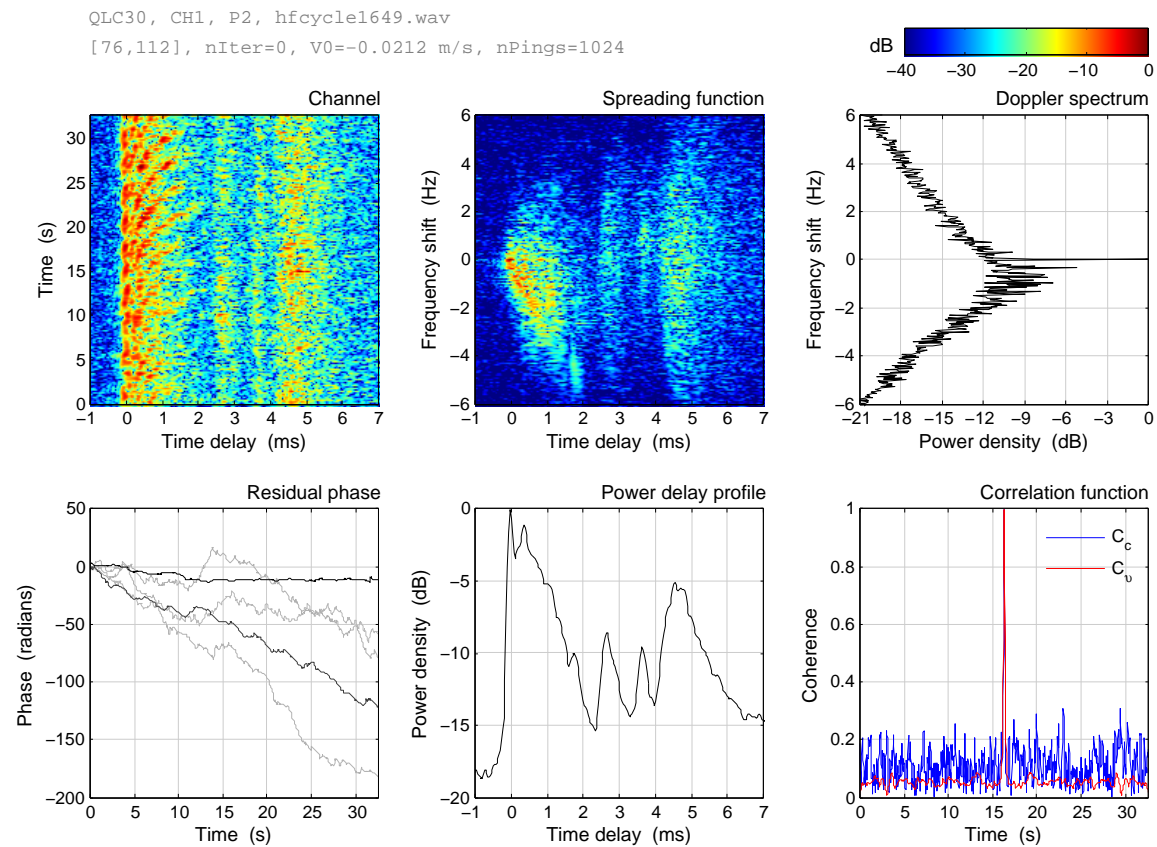 QLC30, CH1, P2, hfcycle1649.wav
[76,112], nIter=0, V0=−0.0212 m/s, nPings=1024
dB
−40 −30 −20 −10 0
Channel
30
25
20
15
10
5
0
Time (s)
−1 0 1 2 3 4 5 6 7
Time delay (ms)
Spreading function
6
4
2
0
−2
−4
−6
Frequency shift (Hz)
−1 0 1 2 3 4 5 6 7
Time delay (ms)
Doppler spectrum
6
4
2
0
−2
−4
−6
Frequency shift (Hz)
−21 −18 −15 −12 −9 −6 −3 0
Power density (dB)
Residual phase
50
0
−50
−100
−150
−200
Phase (radians)
0 5 10 15 20 25 30
Time (s)
Power delay profile
0
−5
−10
−15
−20
Power density (dB)
−1 0 1 2 3 4 5 6 7
Time delay (ms)
Correlation function
1
0.8
0.6
0.4
0.2
0
Coherence
C_c
C_υ
0 5 10 15 20 25 30
Time (s)